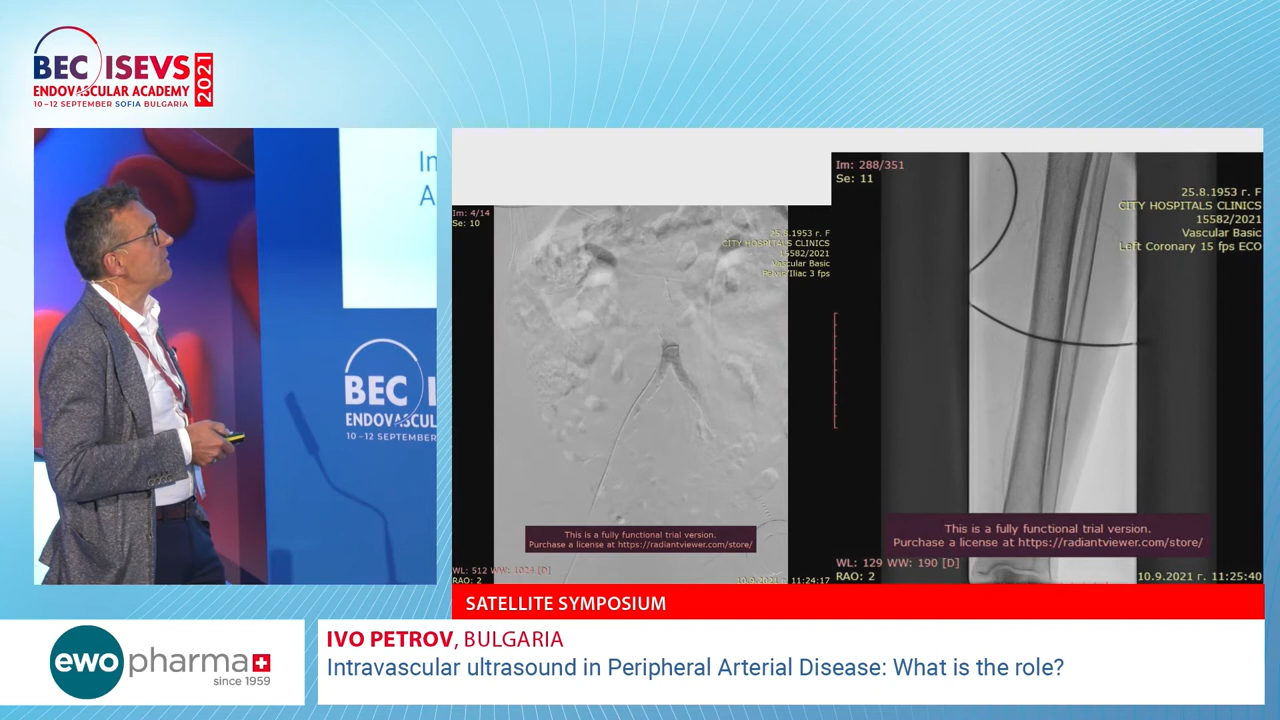 BEC ISEVS
2021
ENDOVASCULAR ACADEMY
10-12 SEPTEMBER SOFIA BULGARIA
In
A
BEC IS
ENDOVASCUL
10-12 SEPTEMBER
Im: 4/14
Se: 10
25.8.1953 г. F
CITY HOSPITALS CLINICS
15582/2021
Vascular Basic
Pelvis/Iliac 3 fps
This is a fully functional trial version.
Purchase a license at https://radiantviewer.com/store/
WL: 512 WW: 1024 [D]
RAO: 2
10.9.2021 г. 11:24:17
Im: 288/351
Se: 11
25.8.1953 г. F
CITY HOSPITALS CLINICS
15582/2021
Vascular Basic
Left Coronary 15 fps ECO
This is a fully functional trial version.
Purchase a license at https://radiantviewer.com/store/
WL: 129 WW: 190 [D]
RAO: 2
10.9.2021 г. 11:25:40
SATELLITE SYMPOSIUM
ewopharma
since 1959
IVO PETROV, BULGARIA
Intravascular ultrasound in Peripheral Arterial Disease: What is the role?